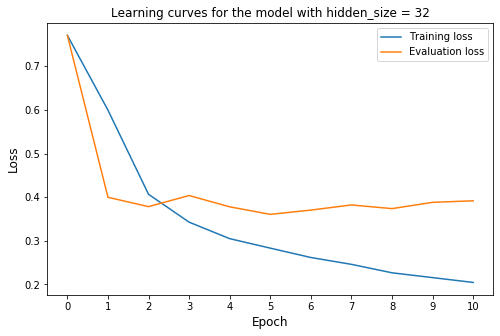 Learning curves for the model with hidden_size = 32
Training loss
Evaluation loss
Loss
0.7
0.6
0.5
0.4
0.3
0.2
0 1 2 3 4 5 6 7 8 9 10
Epoch